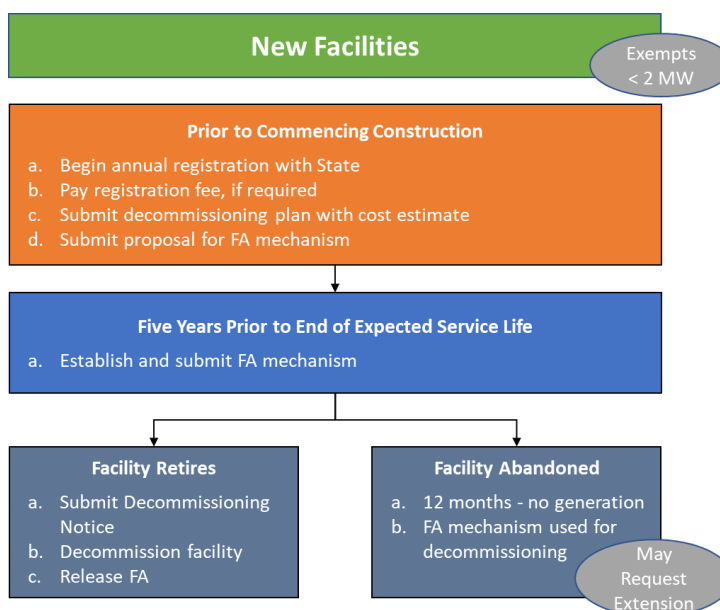 New Facilities
Exempts
< 2 MW
Prior to Commencing Construction
a. Begin annual registration with State
b. Pay registration fee, if required
c. Submit decommissioning plan with cost estimate
d. Submit proposal for FA mechanism
Five Years Prior to End of Expected Service Life
a. Establish and submit FA mechanism
Facility Retires
a. Submit Decommissioning
Notice
b. Decommission facility
c. Release FA
Facility Abandoned
a. 12 months - no generation
b. FA mechanism used for
decommissioning
May
Request
Extension